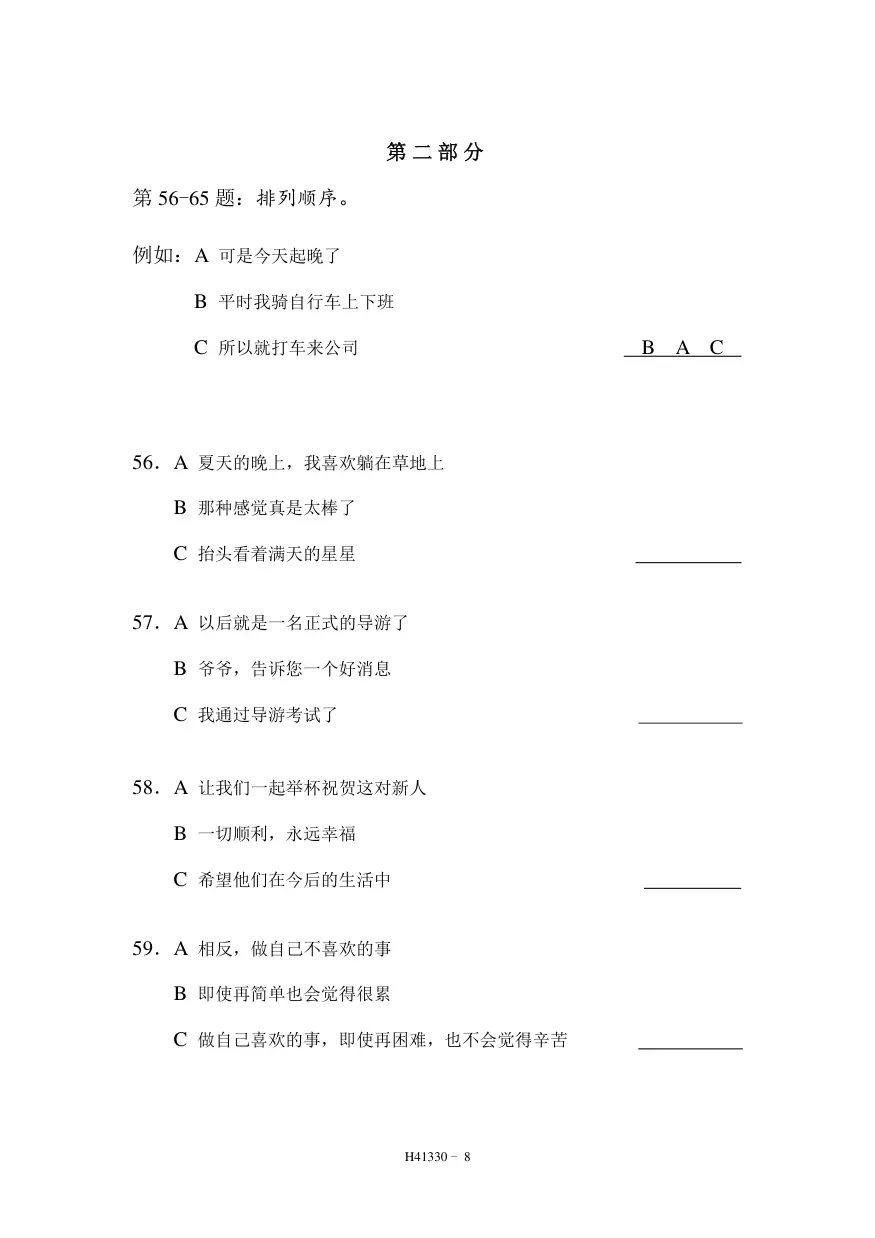 第 二 部 分
第 56-65 题：排列顺序。
例如：A 可是今天起晚了
B 平时我骑自行车上下班
C 所以就打车来公司 B A C
56．A 夏天的晚上，我喜欢躺在草地上
B 那种感觉真是太棒了
C 抬头看着满天的星星
57．A 以后就是一名正式的导游了
B 爷爷，告诉您一个好消息
C 我通过导游考试了
58．A 让我们一起举杯祝贺这对新人
B 一切顺利，永远幸福
C 希望他们在今后的生活中
59．A 相反，做自己不喜欢的事
B 即使再简单也会觉得很累
C 做自己喜欢的事，即使再困难，也不会觉得辛苦
H41330 - 8